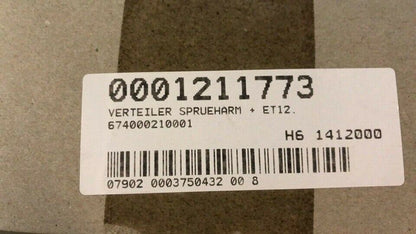 0001211773
VERTEILER SPRUEHARM + ET12.
674000210001
H6 1412000
07902 0003750432 00 8